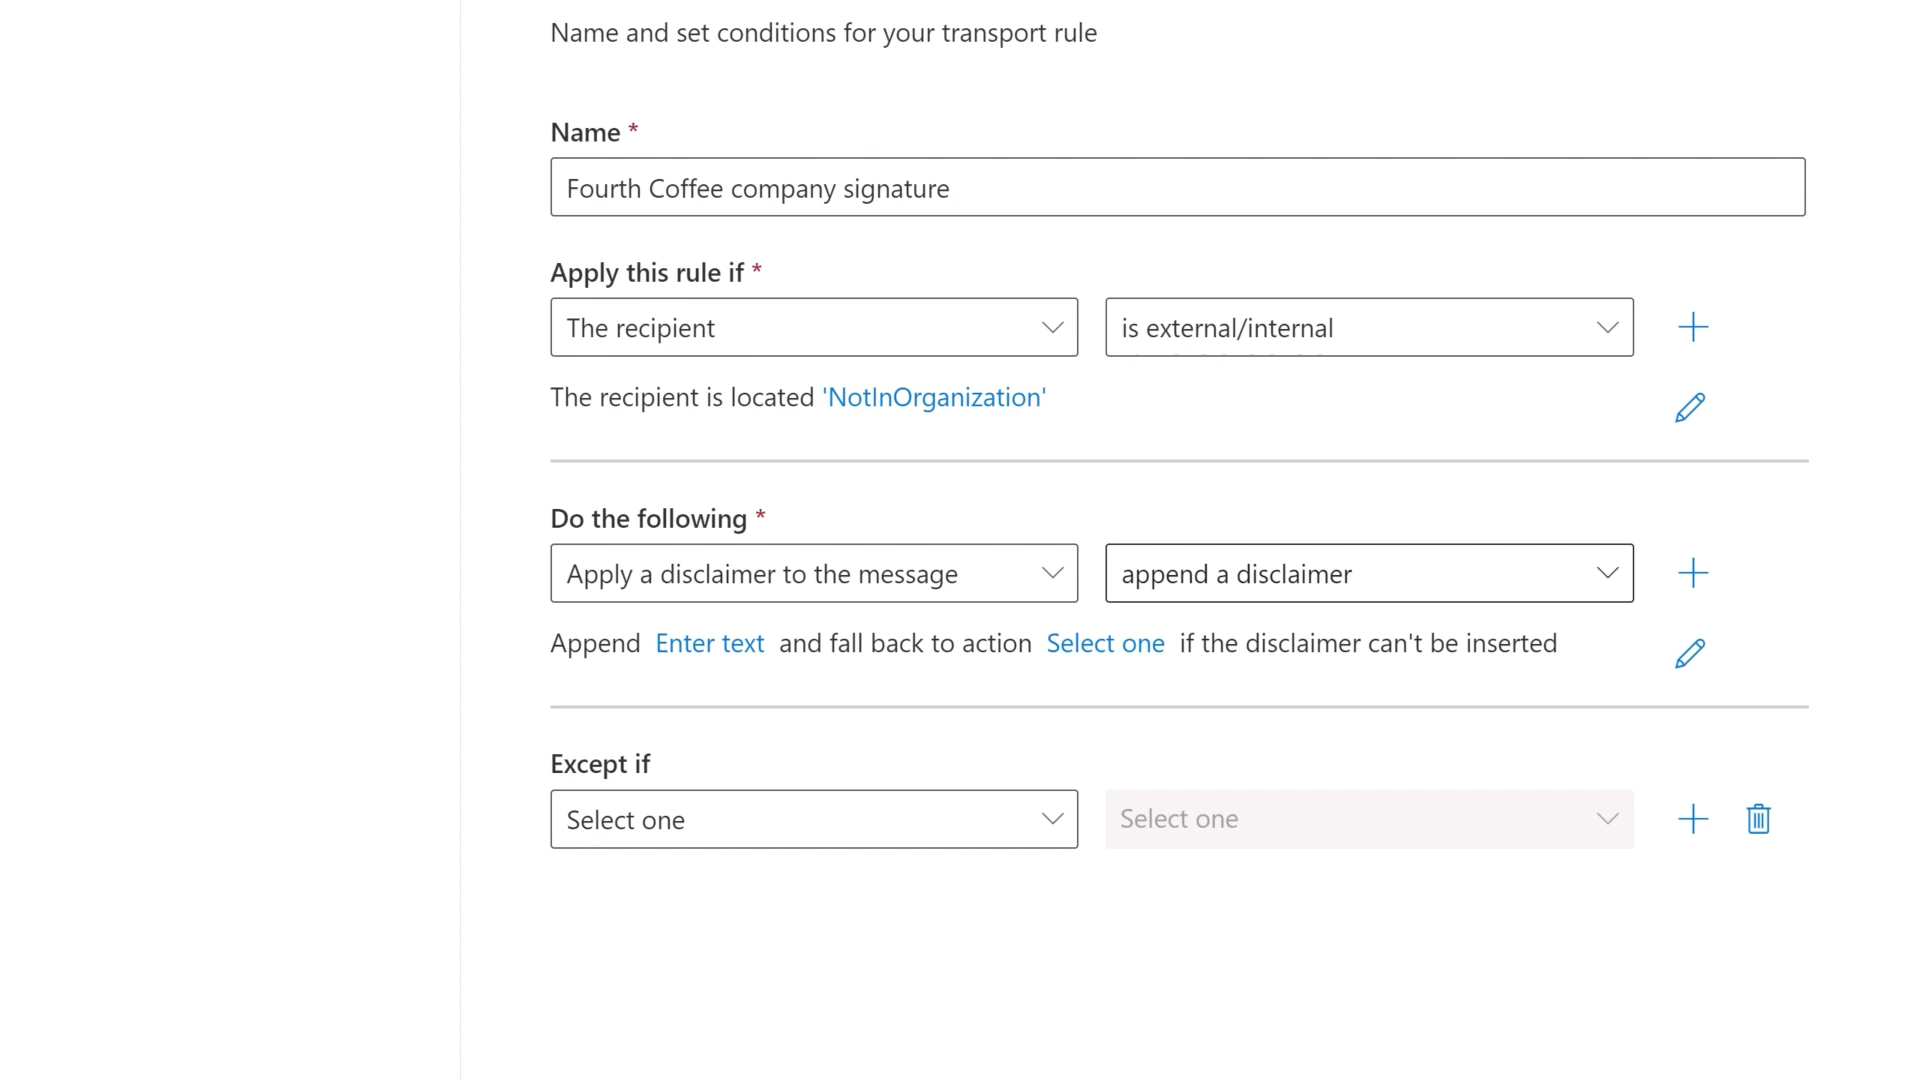 Name and set conditions for your transport rule
Name *
Fourth Coffee company signature
Apply this rule if *
The recipient
is external/internal
The recipient is located 'NotInOrganization'
Do the following *
Apply a disclaimer to the message
append a disclaimer
Append Enter text and fall back to action Select one if the disclaimer can't be inserted
Except if
Select one
Select one